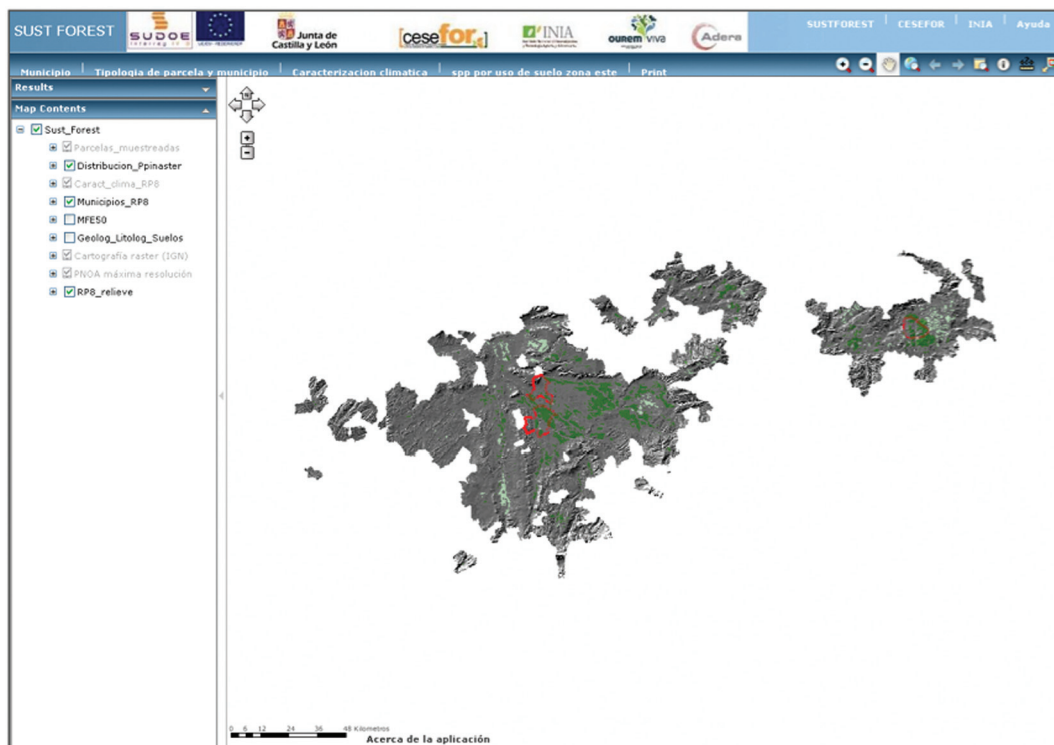 SUST FOREST
SUDOE
Interreg IV B
Junta de
Castilla y León
[cesefor]
INIA
OUREM VIVA
Adera
SUSTFOREST CESEFOR INIA Ayuda
Municipio Tipologia de parcela y municipio Caracterizacion climatica spp por uso de suelo zona este Print
Results
Map Contents
Sust_Forest
Parcelas_muestreadas
Distribucion_Ppinaster
Caract_clima_RP8
Municipios_RP8
MFE50
Geolog_Litolog_Suelos
Cartografía raster (IGN)
PNOA máxima resolución
RP8_relieve
N
0 6 12 24 36 48 Kilometros
Acerca de la aplicación